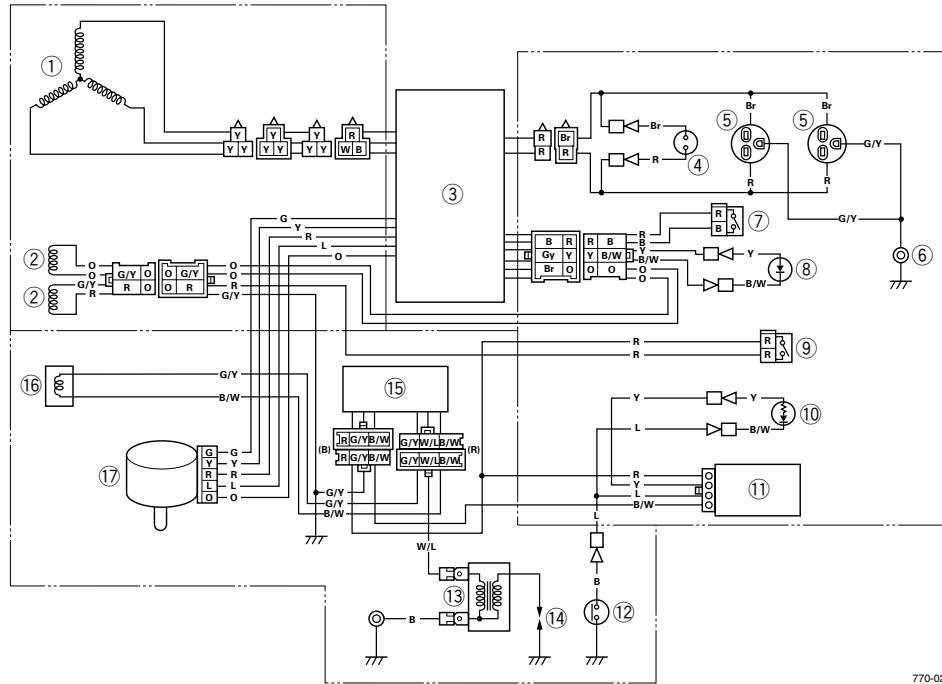 ①
Y
Y Y
Y
Y Y
Y
Y Y
R
W B
③
R
R
Br
R
Br
R
④
⑤
Br
R
⑤
Br
R
G/Y
G/Y
⑥
G
Y
R
L
O
B R
Gy Y
Br O
R B
Y B/W
O O
R
B
Y
B/W
O
O
R
B
⑦
Y
B/W
⑧
②
②
O
O
G/Y
R
G/Y O
R O
O G/Y
O R
O
O
R
G/Y
R
R
R
R
⑨
⑯
G/Y
B/W
⑮
(B)
R G/Y B/W
R G/Y B/W
G/Y W/L B/W
G/Y W/L B/W
(R)
Y
Y
L
B/W
⑩
⑰
G
Y
R
L
O
G
Y
R
L
O
G/Y
G/Y
B/W
R
Y
L
B/W
⑪
L
W/L
B
⑫
⑬
B
⑭
770-02